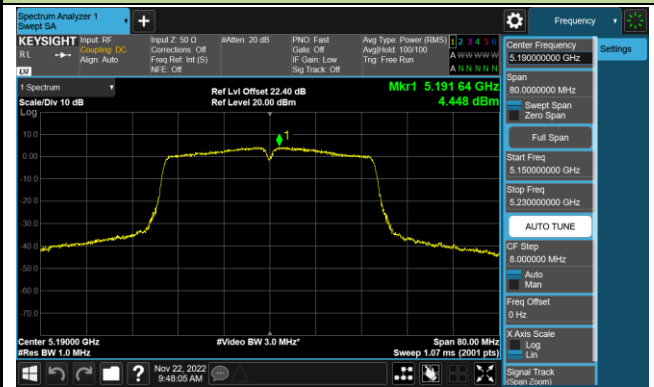 Spectrum Analyzer 1
Swept SA
Frequency
KEYSIGHT
Input: RF
Input Z: 50 Ω
#Atten: 20 dB
PNO: Fast
Avg Type: Power (RMS)
1 2 3 4 5 6
RL
Coupling: DC
Corrections: Off
Gate: Off
Avg|Hold: 100/100
A W W W W W
Align: Auto
Freq Ref: Int (S)
IF Gain: Low
Trig: Free Run
NFE: Off
Sig Track: Off
A N N N N N
LXI
1 Spectrum
Ref Lvl Offset 22.40 dB
Mkr1 5.191 64 GHz
Scale/Div 10 dB
Ref Level 20.00 dBm
4.448 dBm
Log
1
10.0
0.00
-10.0
-20.0
-30.0
-40.0
-50.0
-60.0
-70.0
Center 5.19000 GHz
#Video BW 3.0 MHz*
Span 80.00 MHz
#Res BW 1.0 MHz
Sweep 1.07 ms (2001 pts)
Nov 22, 2022
9:48:05 AM
Center Frequency
5.190000000 GHz
Settings
Span
80.0000000 MHz
Swept Span
Zero Span
Full Span
Start Freq
5.150000000 GHz
Stop Freq
5.230000000 GHz
AUTO TUNE
CF Step
8.000000 MHz
Auto
Man
Freq Offset
0 Hz
X Axis Scale
Log
Lin
Signal Track
(Span Zoom)